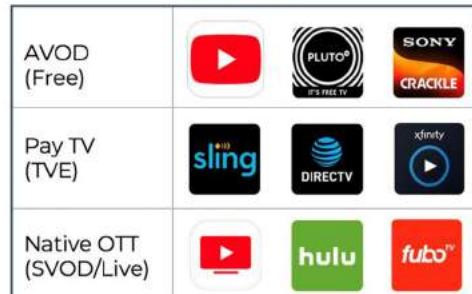 AVOD
(Free)
PLUTO
IT'S FREE TV
SONY
CRACKLE
Pay TV
(TVE)
sling
DIRECTV
xfinity
Native OTT
(SVOD/Live)
hulu
fuboTV